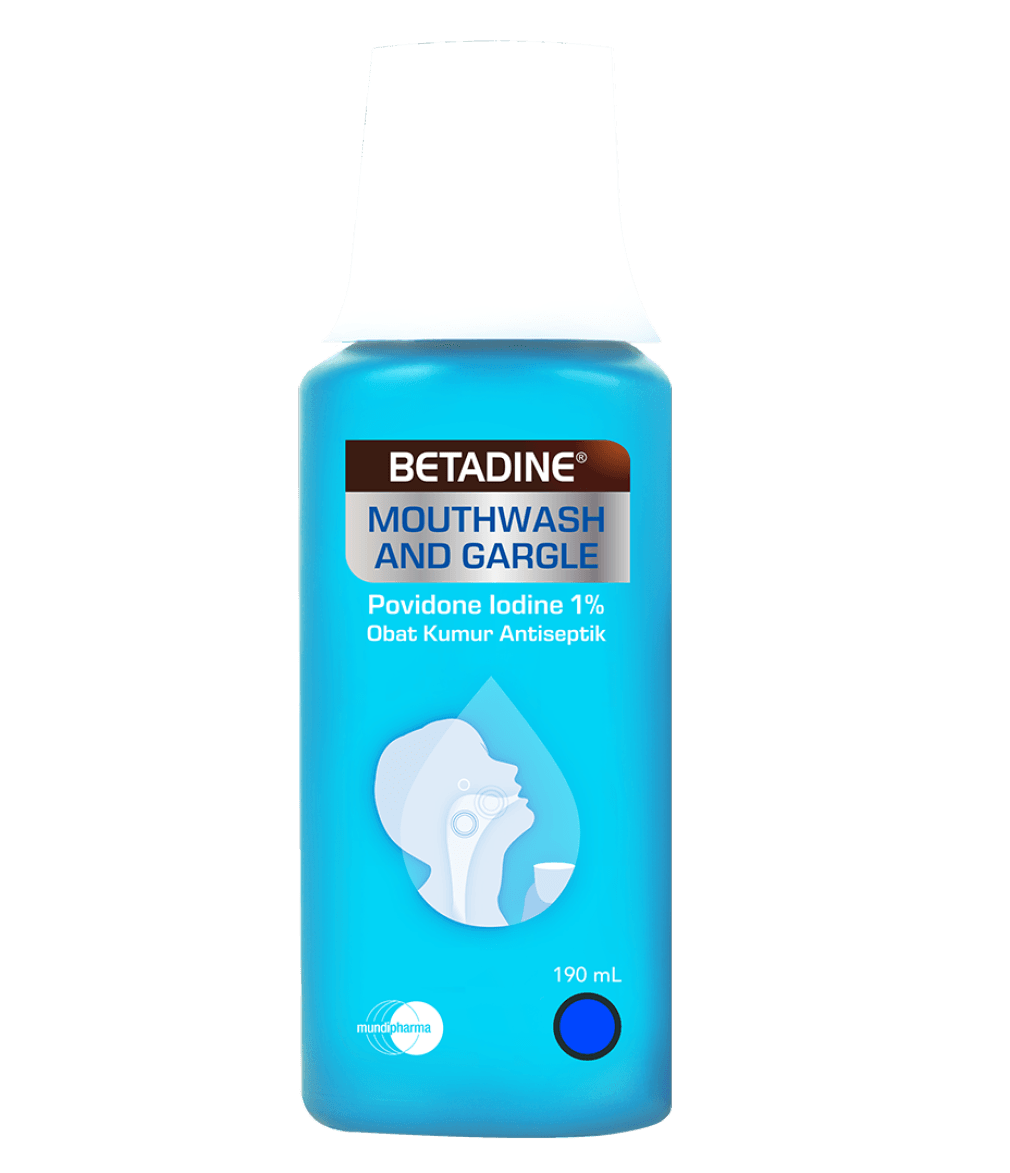 BETADINE®
MOUTHWASH
AND GARGLE
Povidone Iodine 1%
Obat Kumur Antiseptik
190 mL
mundipharma